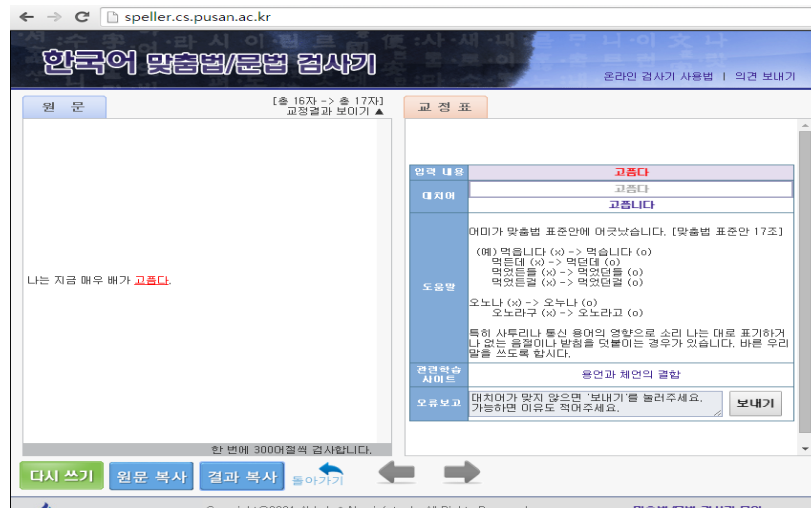 speller.cs.pusan.ac.kr
한국어 맞춤법/문법 검사기
온라인 검사기 사용법 | 의견 보내기
원 문
[총 16자 -> 총 17자]
교정결과 보이기 ▲
나는 지금 매우 배가 고픔다.
한 번에 300어절씩 검사합니다.
교 정 표
입력 내용
고픔다
대치어
고픔다
고픕니다
도움말
어미가 맞춤법 표준안에 어긋났습니다. [맞춤법 표준안 17조]
(예) 먹읍니다 (x) -> 먹습니다 (o)
먹든데 (x) -> 먹던데 (o)
먹었든들 (x) -> 먹었던들 (o)
먹었든걸 (x) -> 먹었던걸 (o)
오노나 (x) -> 오누나 (o)
오노라구 (x) -> 오노라고 (o)
특히 사투리나 통신 용어의 영향으로 소리 나는 대로 표기하거
나 없는 음절이나 받침을 덧붙이는 경우가 있습니다. 바른 우리
말을 쓰도록 합시다.
관련학습
사이트
용언과 체언의 결합
오류보고
대치어가 맞지 않으면 '보내기'를 눌러주세요.
가능하면 이유도 적어주세요.
보내기
다시 쓰기
원문 복사
결과 복사
돌아가기